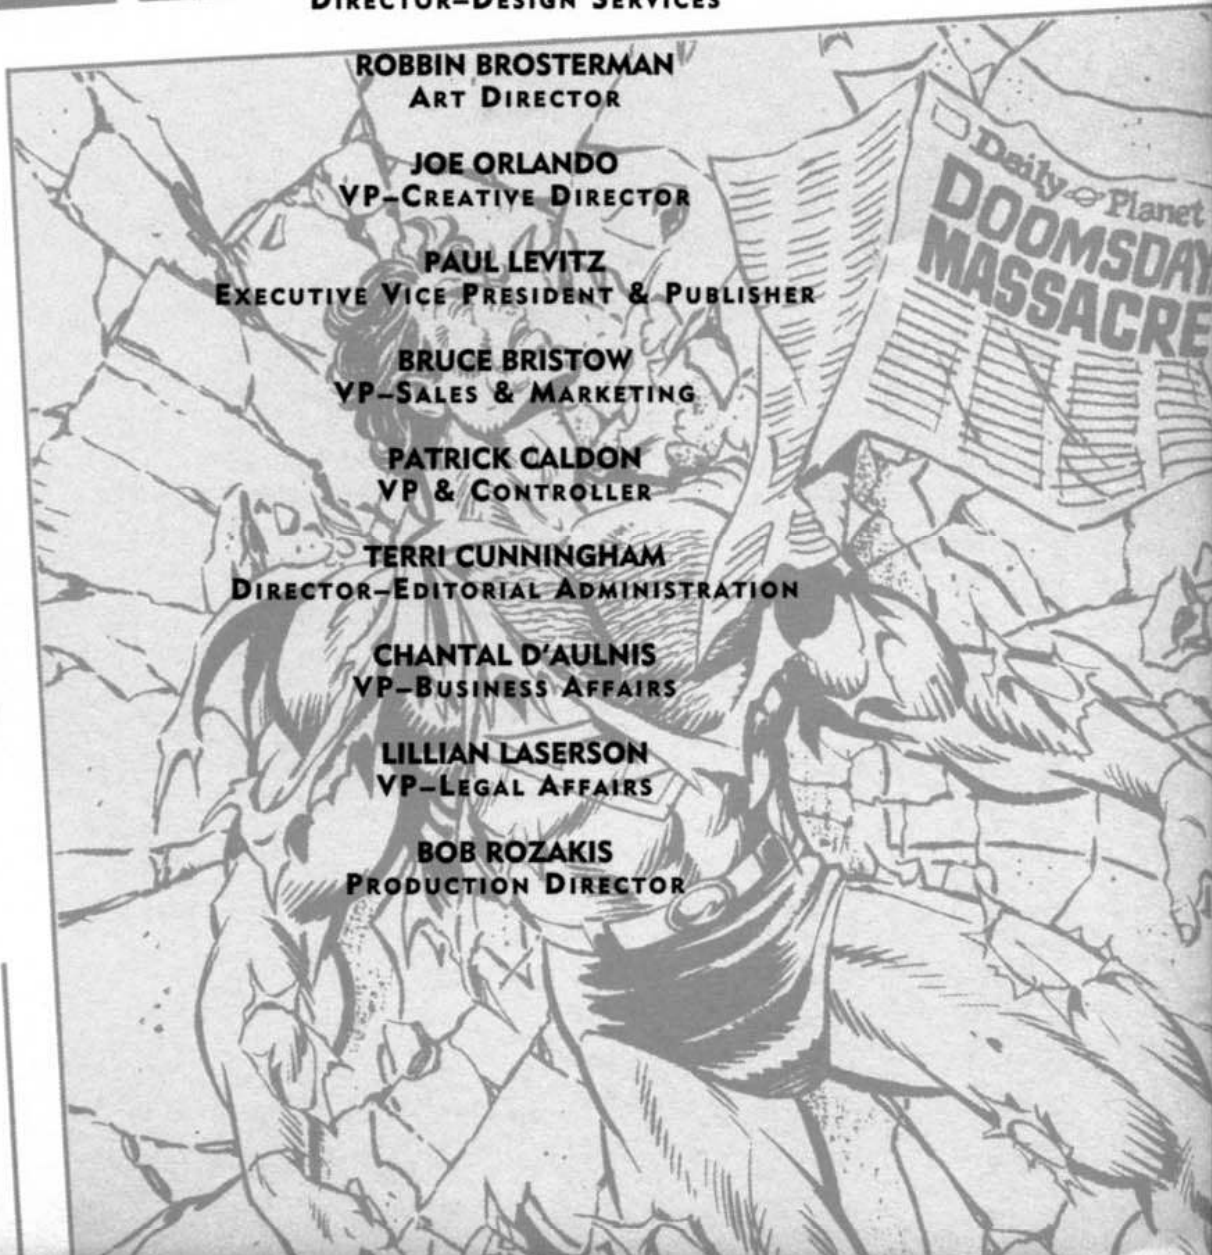 DIRECTOR–DESIGN SERVICES
ROBBIN BROSTERMAN
ART DIRECTOR
JOE ORLANDO
VP–CREATIVE DIRECTOR
PAUL LEVITZ
EXECUTIVE VICE PRESIDENT & PUBLISHER
BRUCE BRISTOW
VP–SALES & MARKETING
PATRICK CALDON
VP & CONTROLLER
TERRI CUNNINGHAM
DIRECTOR–EDITORIAL ADMINISTRATION
CHANTAL D'AULNIS
VP–BUSINESS AFFAIRS
LILLIAN LASERSON
VP–LEGAL AFFAIRS
BOB ROZAKIS
PRODUCTION DIRECTOR
Daily Planet
DOOMSDAY
MASSACRE